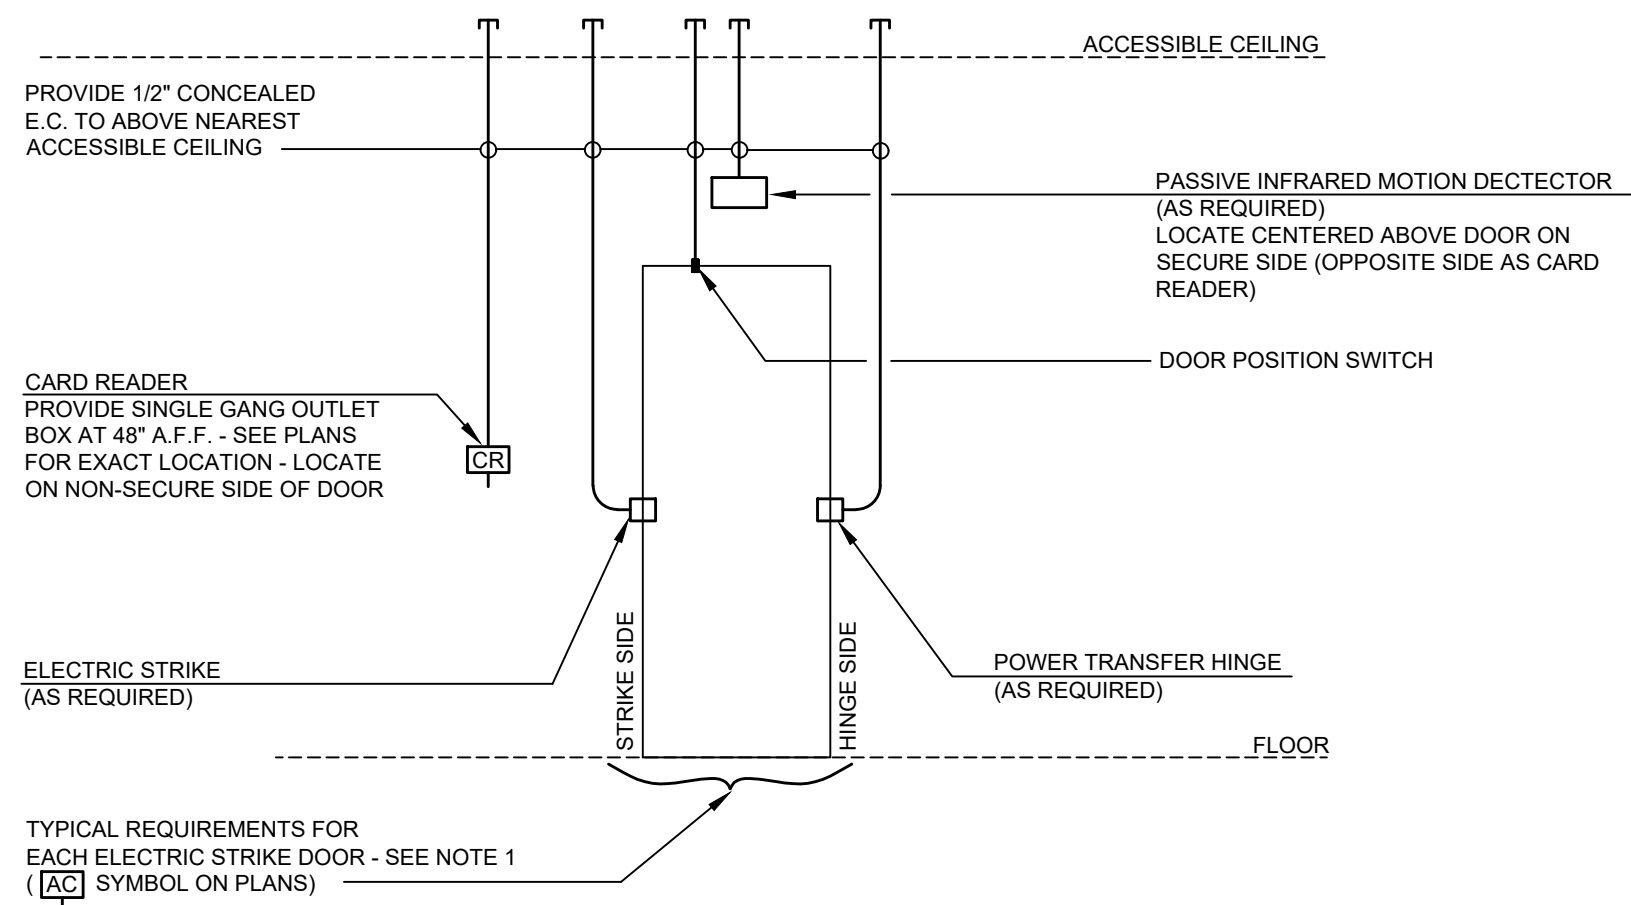 ACCESSIBLE CEILING
PROVIDE 1/2" CONCEALED
E.C. TO ABOVE NEAREST
ACCESSIBLE CEILING
PASSIVE INFRARED MOTION DECTECTOR
(AS REQUIRED)
LOCATE CENTERED ABOVE DOOR ON
SECURE SIDE (OPPOSITE SIDE AS CARD
READER)
DOOR POSITION SWITCH
CARD READER
PROVIDE SINGLE GANG OUTLET
BOX AT 48" A.F.F. - SEE PLANS
FOR EXACT LOCATION - LOCATE
ON NON-SECURE SIDE OF DOOR
CR
ELECTRIC STRIKE
(AS REQUIRED)
STRIKE SIDE
HINGE SIDE
POWER TRANSFER HINGE
(AS REQUIRED)
FLOOR
TYPICAL REQUIREMENTS FOR
EACH ELECTRIC STRIKE DOOR - SEE NOTE 1
( AC SYMBOL ON PLANS)